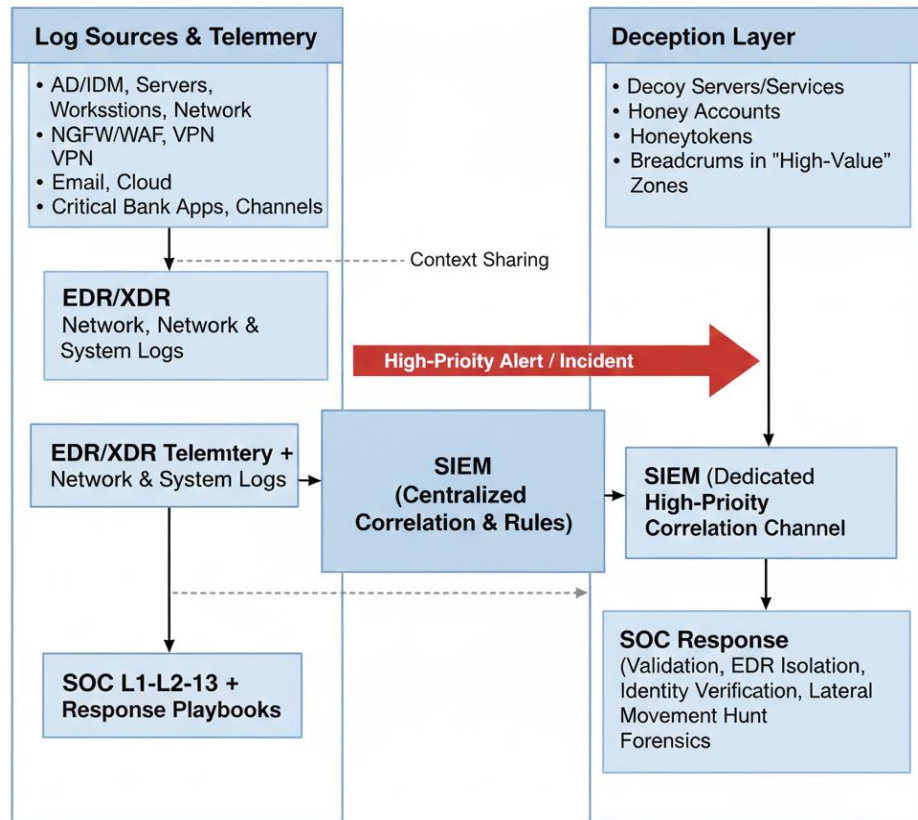 Log Sources & Telemmery
• AD/IDM, Servers,
Worksstions, Network
• NGFW/WAF, VPN
VPN
• Email, Cloud
• Critical Bank Apps, Channels
EDR/XDR
Network, Network &
System Logs
EDR/XDR Telemtery +
Network & System Logs
SOC L1-L2-13 +
Response Playbooks
Context Sharing
High-Prioity Alert / Incident
SIEM
(Centralized
Correlation & Rules)
Deception Layer
• Decoy Servers/Services
• Honey Accounts
• Honeytokens
• Breadcrums in "High-Value"
Zones
SIEM (Dedicated
High-Prioity
Correlation Channel
SOC Response
(Validation, EDR Isolation,
Identity Verification, Lateral
Movement Hunt
Forensics